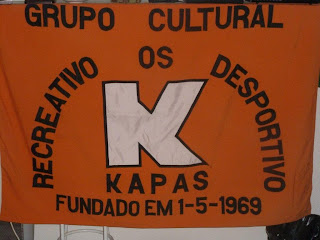 GRUPO CULTURAL
RECREATIVO OS DESPORTIVO
K
KAPAS
FUNDADO EM 1-5-1969